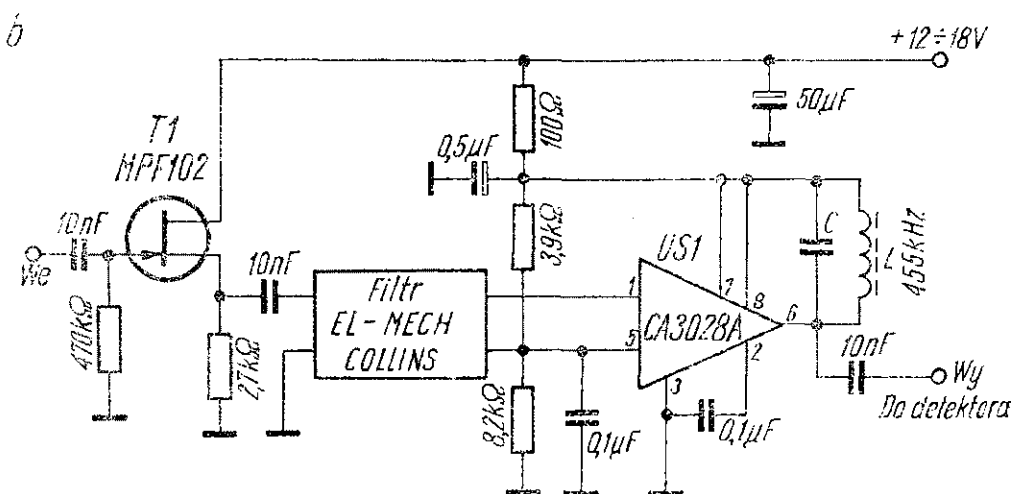 b
+12÷18V
50μF
100Ω
T1
MPF102
0,5μF
10nF
3,9kΩ
US1
C
L
455kHz
We
10nF
Filtr
EL-MECH
COLLINS
1
7
8
CA3028A
6
5
2
3
10nF
Wy
Do detektora
470kΩ
2,7kΩ
8,2kΩ
0,1μF
0,1μF